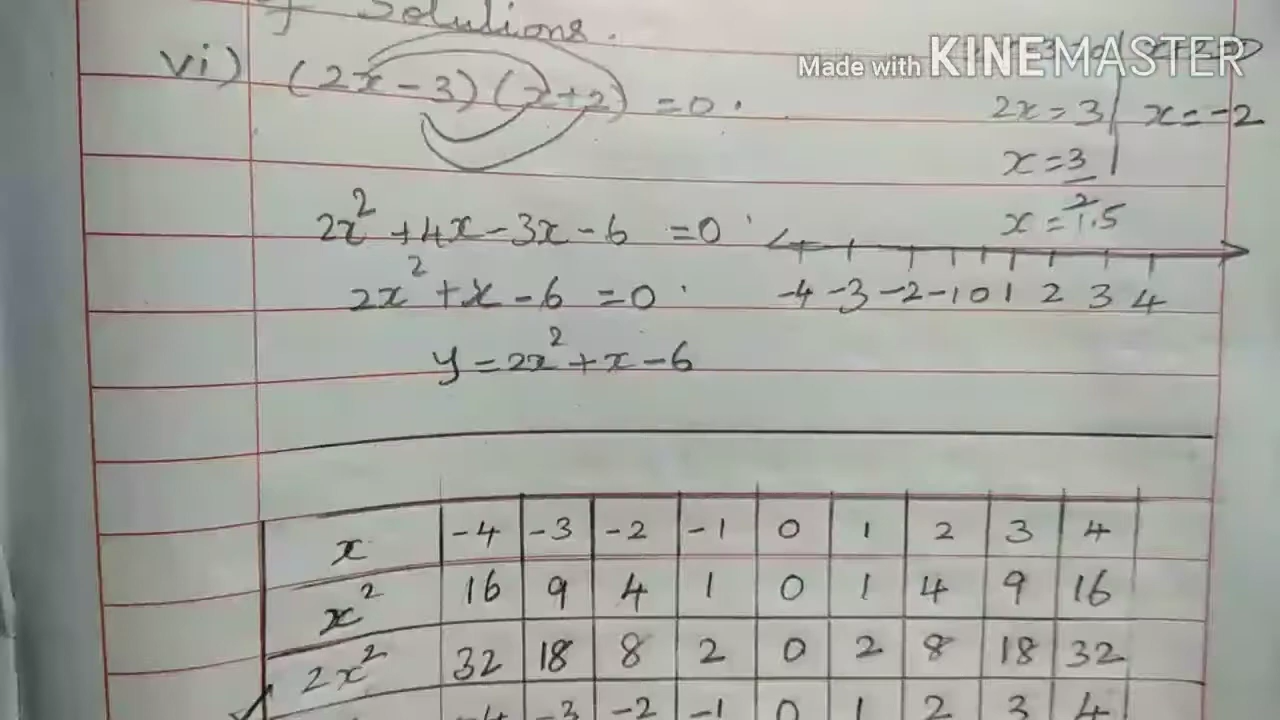 of Solutions.
Made with KINEMASTER
vi) (2x-3)(x+2) =0.
2x=3 | x=-2
x=3/2
x=1.5
2x²+4x-3x-6 =0
-4 -3 -2 -1 0 1 2 3 4
2x²+x-6 =0.
y=2x²+x-6
x -4 -3 -2 -1 0 1 2 3 4
x² 16 9 4 1 0 1 4 9 16
2x² 32 18 8 2 0 2 8 18 32
-4 -3 -2 -1 0 1 2 3 4